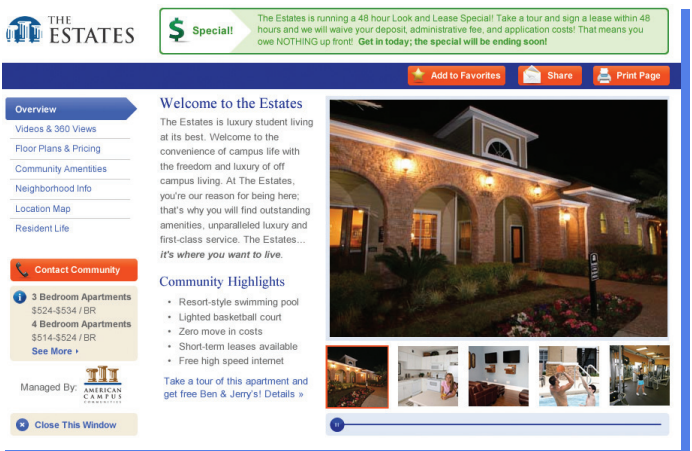 THE
ESTATES
$ Special!
The Estates is running a 48 hour Look and Lease Special! Take a tour and sign a lease within 48
hours and we will waive your deposit, administrative fee, and application costs! That means you
owe NOTHING up front! Get in today; the special will be ending soon!
Add to Favorites
Share
Print Page
Overview
Videos & 360 Views
Floor Plans & Pricing
Community Amentities
Neighborhood Info
Location Map
Resident Life
Contact Community
3 Bedroom Apartments
$524-$534 / BR
4 Bedroom Apartments
$514-$524 / BR
See More
Managed By:
AMERICAN
CAMPUS
COMMUNITIES
Close This Window
Welcome to the Estates
The Estates is luxury student living
at its best. Welcome to the
convenience of campus life with
the freedom and luxury of off
campus living. At The Estates,
you're our reason for being here;
that's why you will find outstanding
amenities, unparalleled luxury and
first-class service. The Estates...
it's where you want to live.
Community Highlights
• Resort-style swimming pool
• Lighted basketball court
• Zero move in costs
• Short-term leases available
• Free high speed internet
Take a tour of this apartment and
get free Ben & Jerry's! Details »